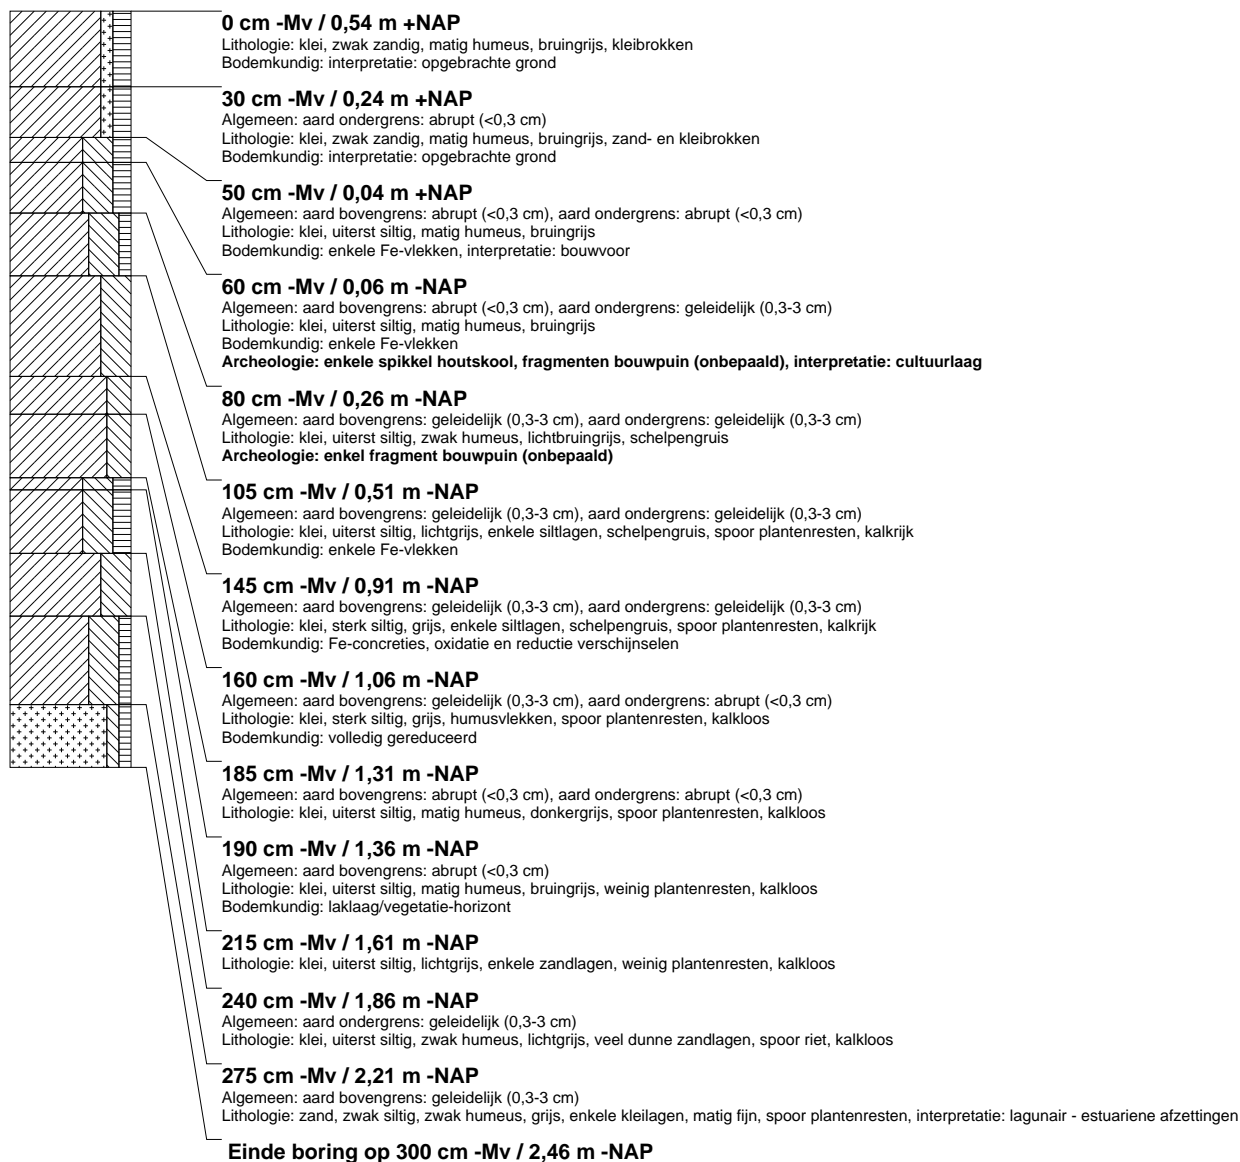 0 cm -Mv / 0,54 m +NAP
Lithologie: klei, zwak zandig, matig humeus, bruingrijs, kleibrokken
Bodemkundig: interpretatie: opgebrachte grond
30 cm -Mv / 0,24 m +NAP
Algemeen: aard ondergrens: abrupt (<0,3 cm)
Lithologie: klei, zwak zandig, matig humeus, bruingrijs, zand- en kleibrokken
Bodemkundig: interpretatie: opgebrachte grond
50 cm -Mv / 0,04 m +NAP
Algemeen: aard bovengrens: abrupt (<0,3 cm), aard ondergrens: abrupt (<0,3 cm)
Lithologie: klei, uiterst siltig, matig humeus, bruingrijs
Bodemkundig: enkele Fe-vlekken, interpretatie: bouwvoor
60 cm -Mv / 0,06 m -NAP
Algemeen: aard bovengrens: abrupt (<0,3 cm), aard ondergrens: geleidelijk (0,3-3 cm)
Lithologie: klei, uiterst siltig, matig humeus, bruingrijs
Bodemkundig: enkele Fe-vlekken
Archeologie: enkele spikkel houtskool, fragmenten bouwpuin (onbepaald), interpretatie: cultuurlaag
80 cm -Mv / 0,26 m -NAP
Algemeen: aard bovengrens: geleidelijk (0,3-3 cm), aard ondergrens: geleidelijk (0,3-3 cm)
Lithologie: klei, uiterst siltig, zwak humeus, lichtbruingrijs, schelpengruis
Archeologie: enkel fragment bouwpuin (onbepaald)
105 cm -Mv / 0,51 m -NAP
Algemeen: aard bovengrens: geleidelijk (0,3-3 cm), aard ondergrens: geleidelijk (0,3-3 cm)
Lithologie: klei, uiterst siltig, lichtgrijs, enkele siltlagen, schelpengruis, spoor plantenresten, kalkrijk
Bodemkundig: enkele Fe-vlekken
145 cm -Mv / 0,91 m -NAP
Algemeen: aard bovengrens: geleidelijk (0,3-3 cm), aard ondergrens: geleidelijk (0,3-3 cm)
Lithologie: klei, sterk siltig, grijs, enkele siltlagen, schelpengruis, spoor plantenresten, kalkrijk
Bodemkundig: Fe-concreties, oxidatie en reductie verschijnselen
160 cm -Mv / 1,06 m -NAP
Algemeen: aard bovengrens: geleidelijk (0,3-3 cm), aard ondergrens: abrupt (<0,3 cm)
Lithologie: klei, sterk siltig, grijs, humusvlekken, spoor plantenresten, kalkloos
Bodemkundig: volledig gereduceerd
185 cm -Mv / 1,31 m -NAP
Algemeen: aard bovengrens: abrupt (<0,3 cm), aard ondergrens: abrupt (<0,3 cm)
Lithologie: klei, uiterst siltig, matig humeus, donkergrijs, spoor plantenresten, kalkloos
190 cm -Mv / 1,36 m -NAP
Algemeen: aard bovengrens: abrupt (<0,3 cm)
Lithologie: klei, uiterst siltig, matig humeus, bruingrijs, weinig plantenresten, kalkloos
Bodemkundig: laklaag/vegetatie-horizont
215 cm -Mv / 1,61 m -NAP
Lithologie: klei, uiterst siltig, lichtgrijs, enkele zandlagen, weinig plantenresten, kalkloos
240 cm -Mv / 1,86 m -NAP
Algemeen: aard ondergrens: geleidelijk (0,3-3 cm)
Lithologie: klei, uiterst siltig, zwak humeus, lichtgrijs, veel dunne zandlagen, spoor riet, kalkloos
275 cm -Mv / 2,21 m -NAP
Algemeen: aard bovengrens: geleidelijk (0,3-3 cm)
Lithologie: zand, zwak siltig, zwak humeus, grijs, enkele kleilagen, matig fijn, spoor plantenresten, interpretatie: lagunair - estuariene afzettingen
Einde boring op 300 cm -Mv / 2,46 m -NAP